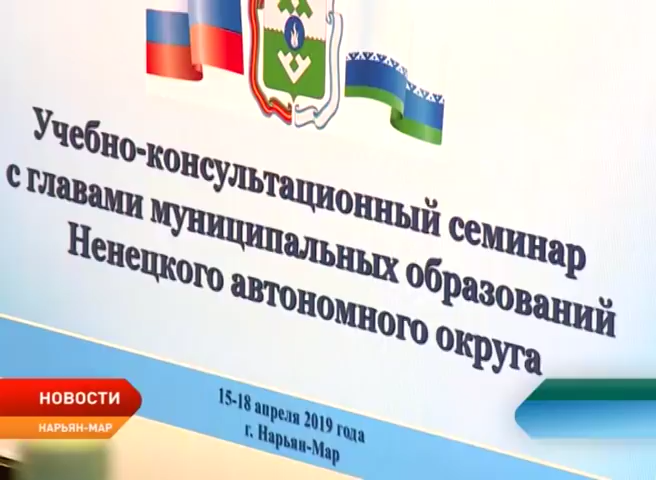 Учебно-консультационный семинар
с главами муниципальных образований
Ненецкого автономного округа
15-18 апреля 2019 года
г. Нарьян-Мар
НОВОСТИ
НАРЬЯН-МАР